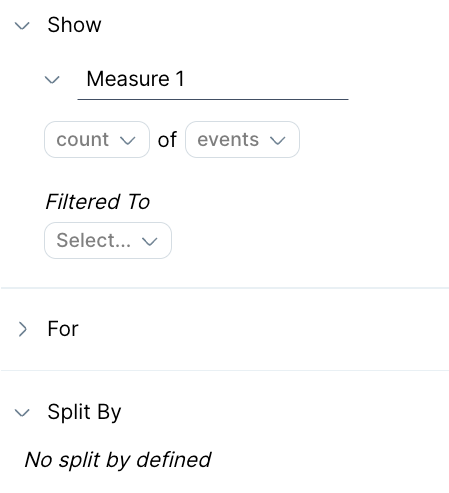 Show
Measure 1
count of events
Filtered To
Select...
For
Split By
No split by defined